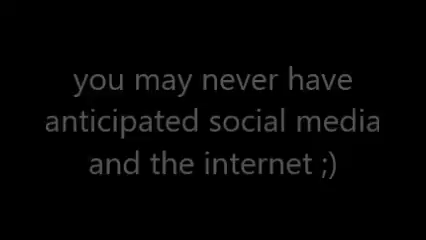 you may never have
anticipated social media
and the internet ;)